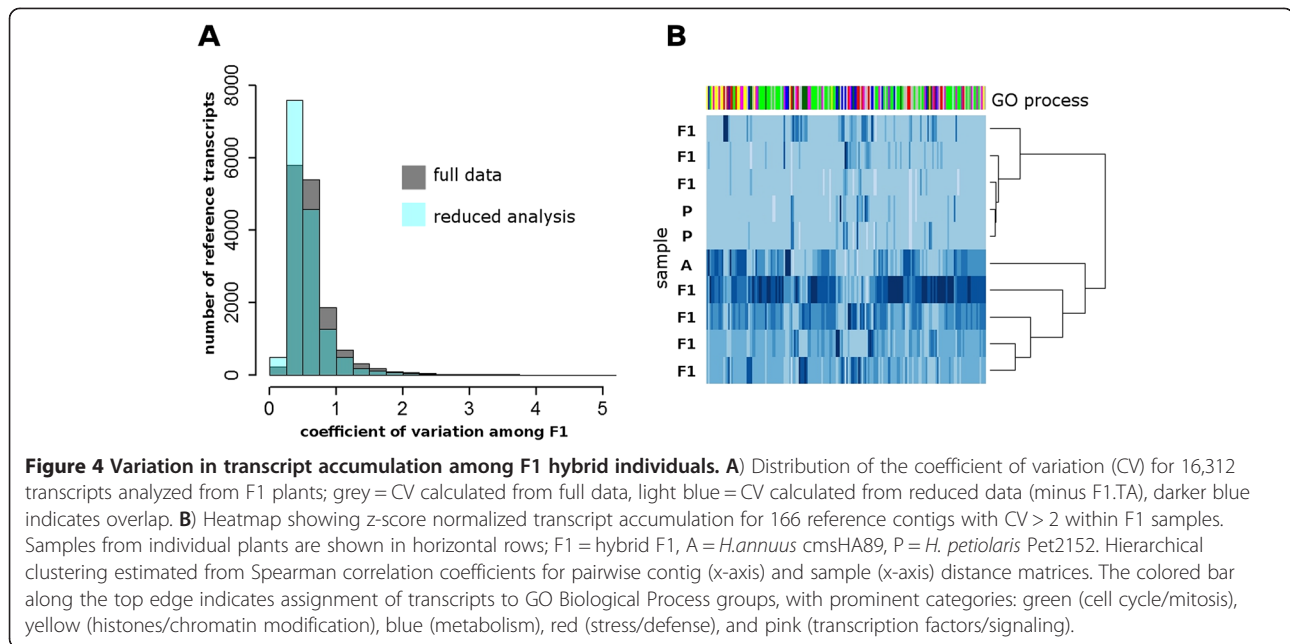 A
B
number of reference transcripts
8000
6000
4000
2000
0
full data
reduced analysis
0 1 2 3 4 5
coefficient of variation among F1
GO process
sample
F1
F1
F1
P
P
A
F1
F1
F1
F1
Figure 4 Variation in transcript accumulation among F1 hybrid individuals. A) Distribution of the coefficient of variation (CV) for 16,312
transcripts analyzed from F1 plants; grey = CV calculated from full data, light blue = CV calculated from reduced data (minus F1.TA), darker blue
indicates overlap. B) Heatmap showing z-score normalized transcript accumulation for 166 reference contigs with CV > 2 within F1 samples.
Samples from individual plants are shown in horizontal rows; F1 = hybrid F1, A = H.annuus cmsHA89, P = H. petiolaris Pet2152. Hierarchical
clustering estimated from Spearman correlation coefficients for pairwise contig (x-axis) and sample (x-axis) distance matrices. The colored bar
along the top edge indicates assignment of transcripts to GO Biological Process groups, with prominent categories: green (cell cycle/mitosis),
yellow (histones/chromatin modification), blue (metabolism), red (stress/defense), and pink (transcription factors/signaling).